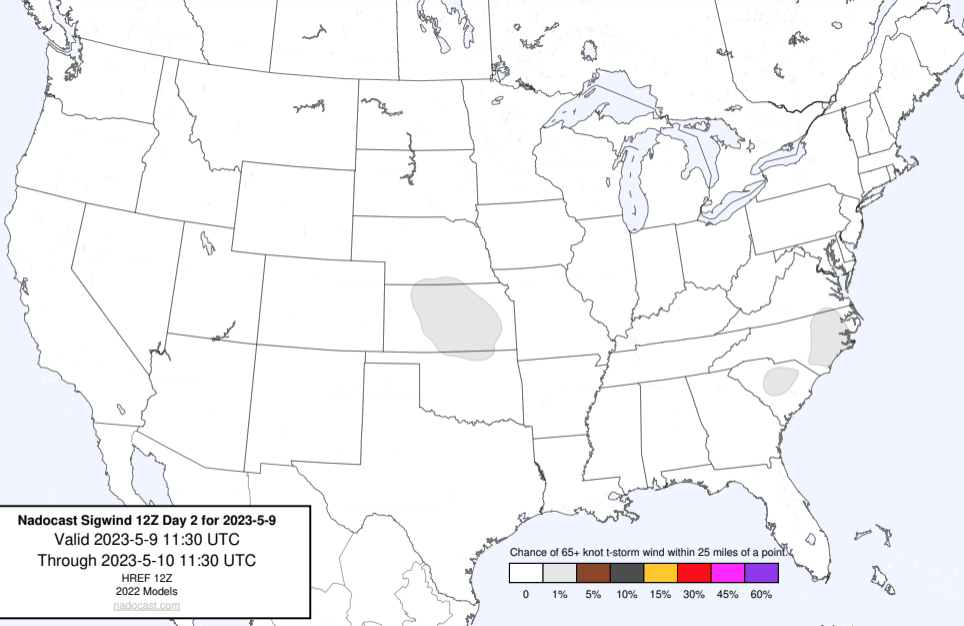 Nadocast Sigwind 12Z Day 2 for 2023-5-9
Valid 2023-5-9 11:30 UTC
Through 2023-5-10 11:30 UTC
HREF 12Z
2022 Models
nadocast.com
Chance of 65+ knot t-storm wind within 25 miles of a point.
0 1% 5% 10% 15% 30% 45% 60%